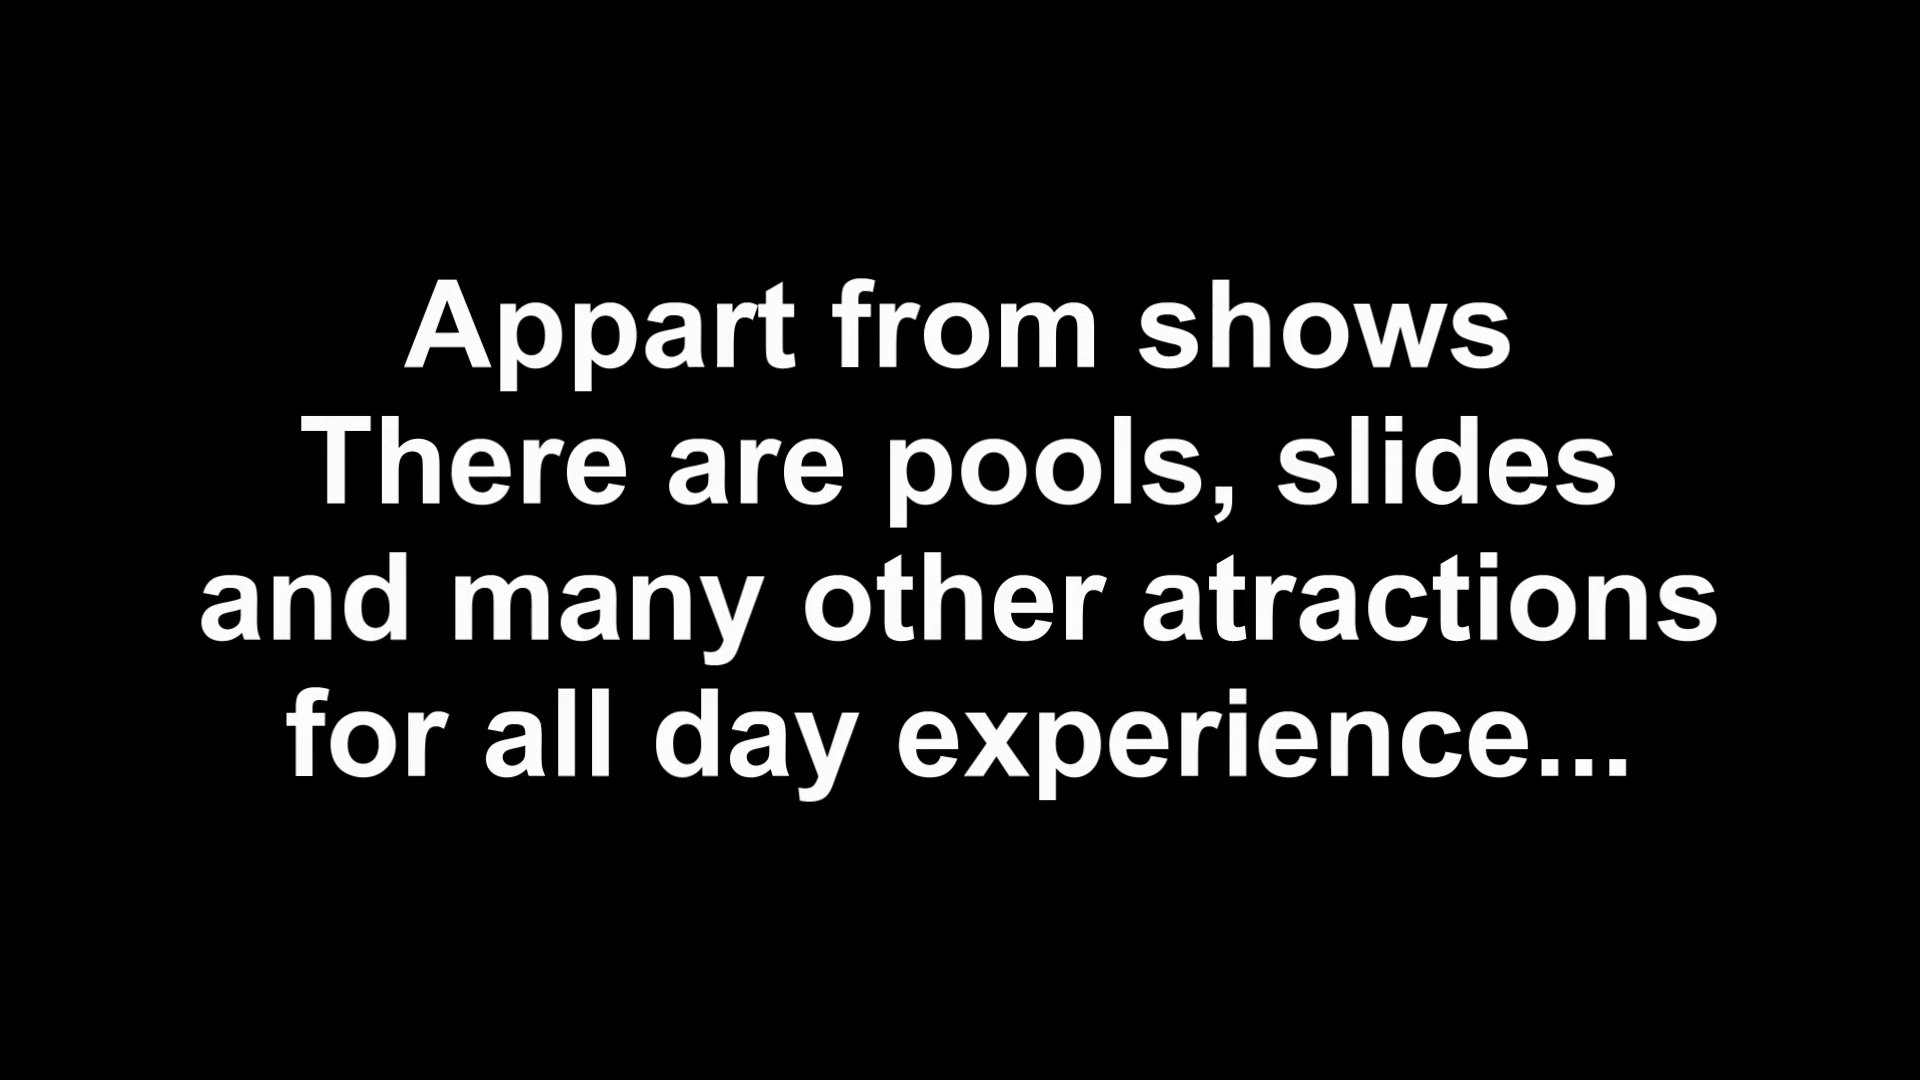 Appart from shows
There are pools, slides
and many other atractions
for all day experience...